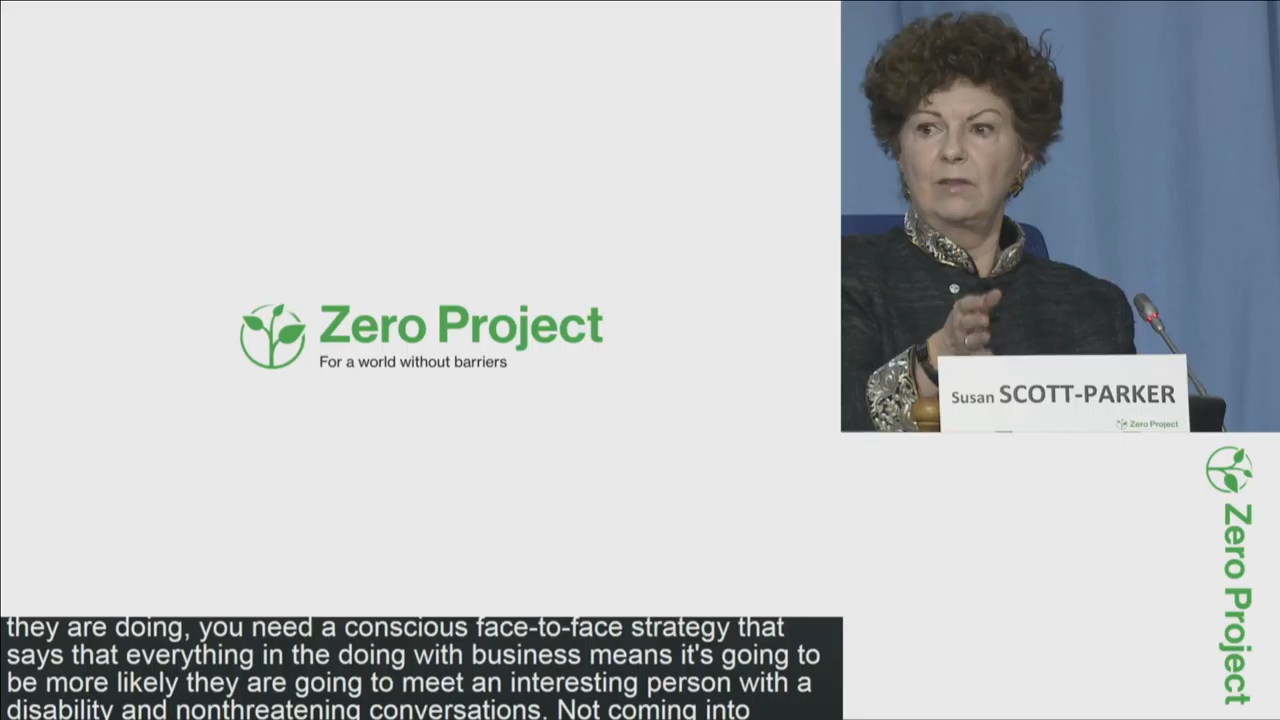 Zero Project
For a world without barriers
Susan SCOTT-PARKER
Zero Project
Zero Project
they are doing, you need a conscious face-to-face strategy that
says that everything in the doing with business means it's going to
be more likely they are going to meet an interesting person with a
disability and nonthreatening conversations. Not coming into